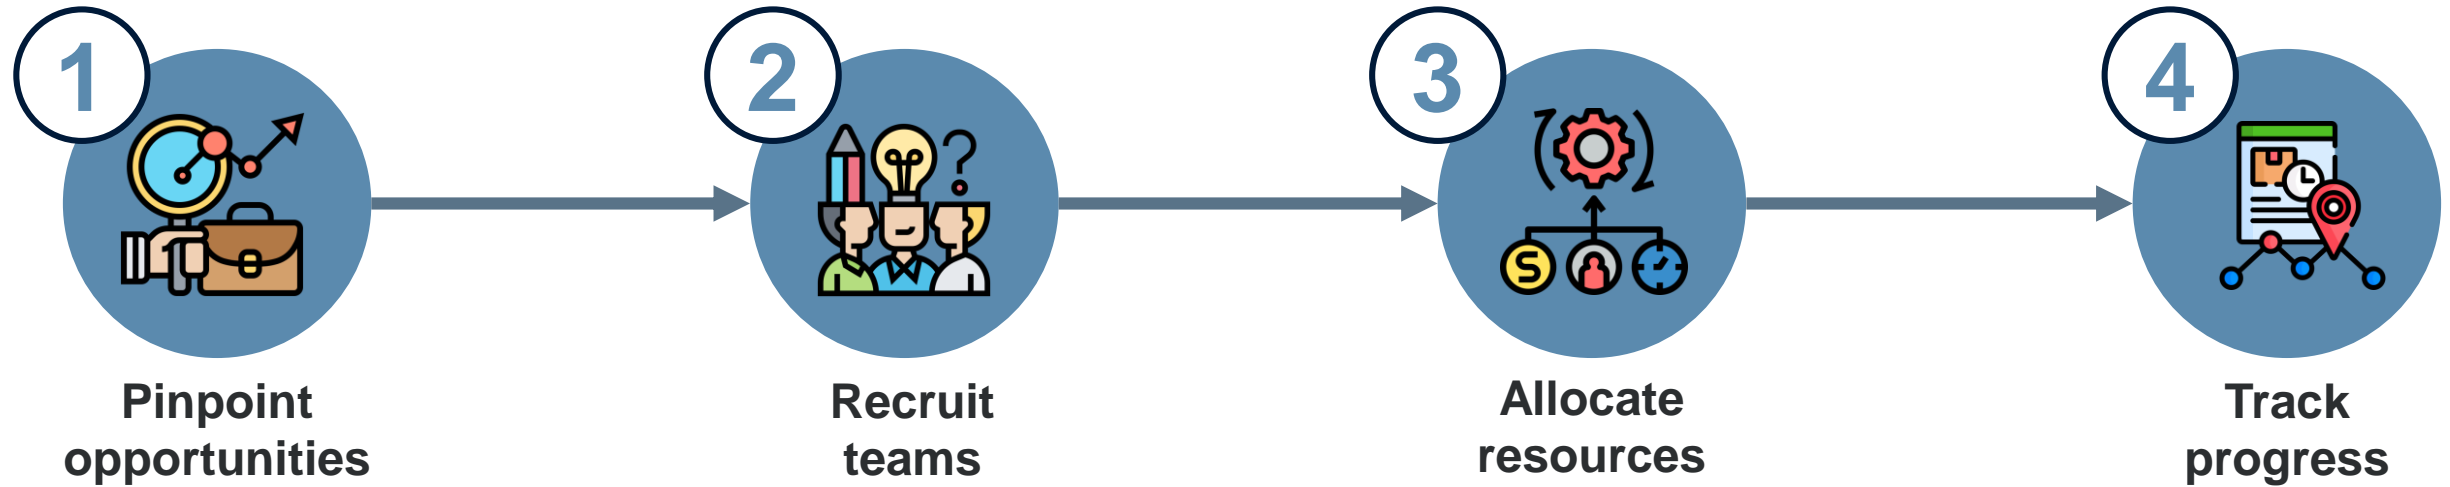 1
Pinpoint
opportunities
2
Recruit
teams
3
Allocate
resources
4
Track
progress